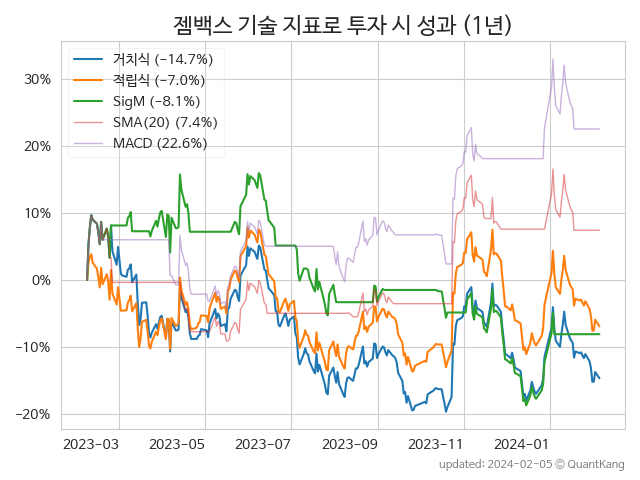 젬백스 기술 지표로 투자 시 성과 (1년)
거치식 (−14.7%)
적립식 (−7.0%)
SigM (−8.1%)
SMA(20) (7.4%)
MACD (22.6%)
30%
20%
10%
0%
−10%
−20%
2023−03 2023−05 2023−07 2023−09 2023−11 2024−01
updated: 2024−02−05 © QuantKang